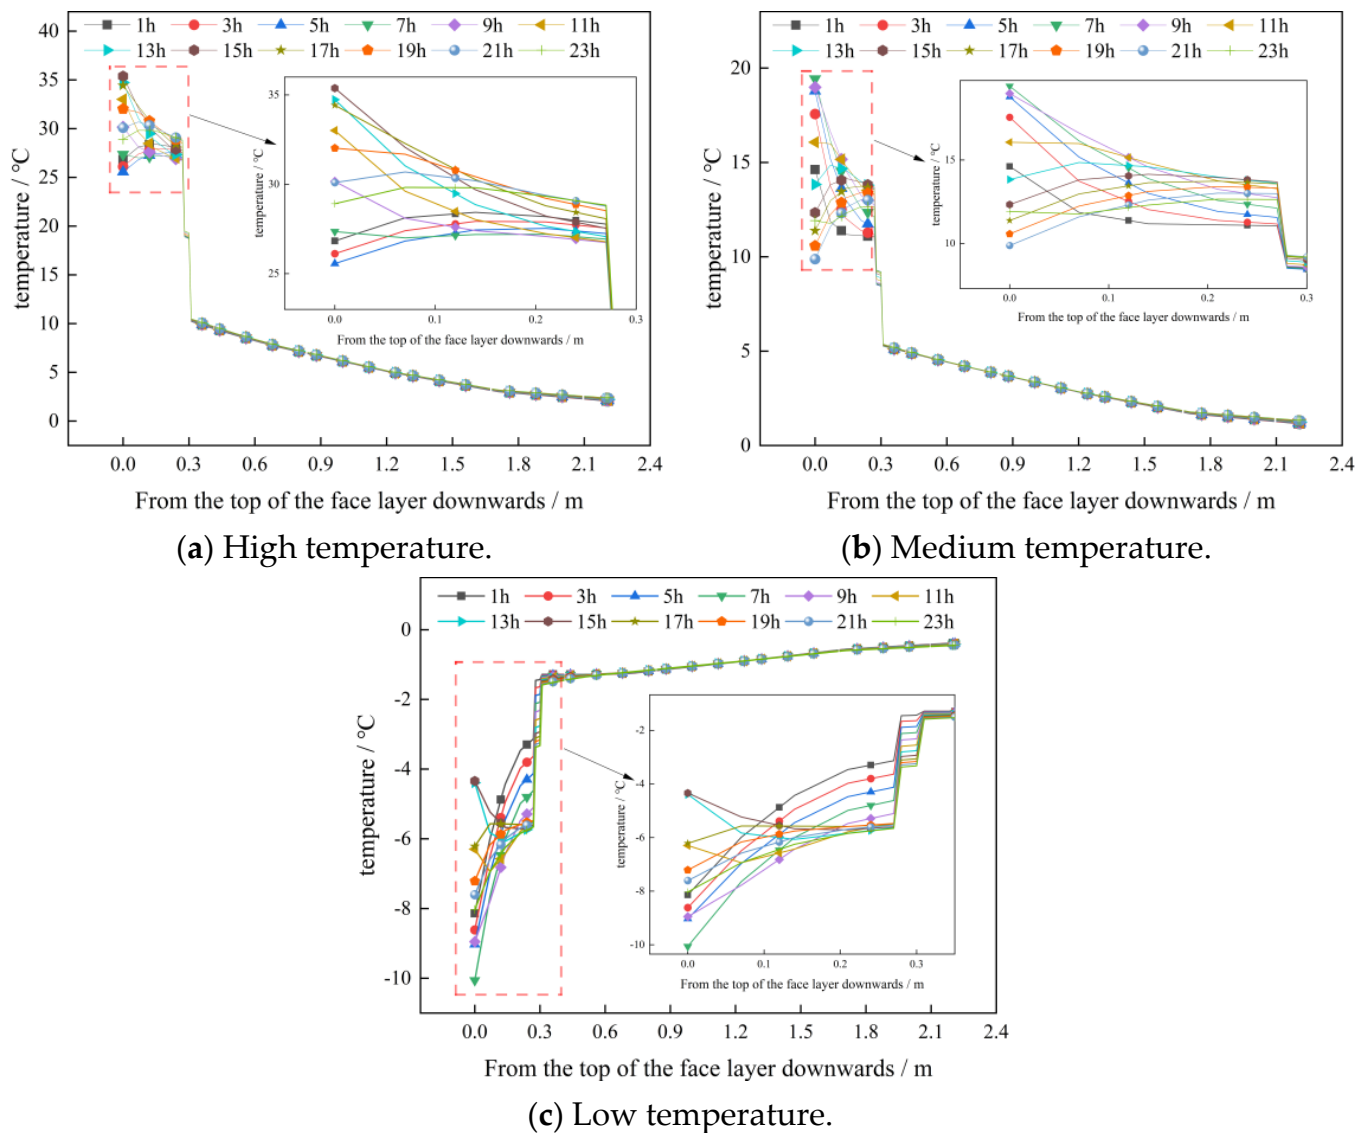 1h 3h 5h 7h 9h 11h
13h 15h 17h 19h 21h 23h
40
35
30
25
20
15
10
5
0
temperature / °C
35
30
25
temperature / °C
0.0 0.1 0.2 0.3
From the top of the face layer downwards / m
0.0 0.3 0.6 0.9 1.2 1.5 1.8 2.1 2.4
From the top of the face layer downwards / m
(a) High temperature.
1h 3h 5h 7h 9h 11h
13h 15h 17h 19h 21h 23h
20
15
10
5
0
temperature / °C
15
10
temperature / °C
0.0 0.1 0.2 0.3
From the top of the face layer downwards / m
0.0 0.3 0.6 0.9 1.2 1.5 1.8 2.1 2.4
From the top of the face layer downwards / m
(b) Medium temperature.
1h 3h 5h 7h 9h 11h
13h 15h 17h 19h 21h 23h
0
-2
-4
-6
-8
-10
temperature / °C
-2
-4
-6
-8
-10
temperature / °C
0.0 0.1 0.2 0.3
From the top of the face layer downwards / m
0.0 0.3 0.6 0.9 1.2 1.5 1.8 2.1 2.4
From the top of the face layer downwards / m
(c) Low temperature.